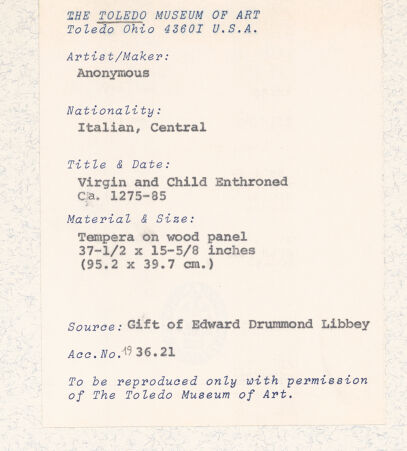 THE TOLEDO MUSEUM OF ART
Toledo Ohio 43601 U.S.A.
Artist/Maker:
Anonymous
Nationality:
Italian, Central
Title & Date:
Virgin and Child Enthroned
Ca. 1275-85
Material & Size:
Tempera on wood panel
37-1/2 x 15-5/8 inches
(95.2 x 39.7 cm.)
Source: Gift of Edward Drummond Libbey
Acc.No. 1936.21
To be reproduced only with permission
of The Toledo Museum of Art.